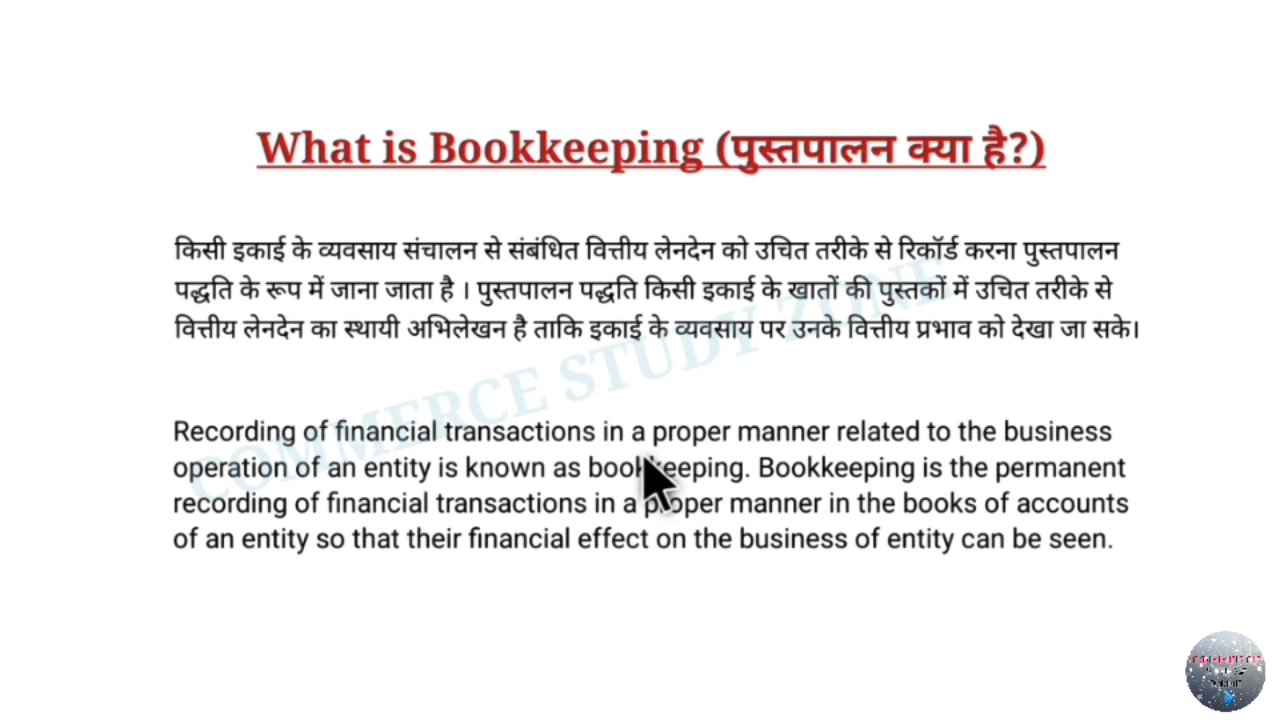 What is Bookkeeping (पुस्तपालन क्या है?)
किसी इकाई के व्यवसाय संचालन से संबंधित वित्तीय लेनदेन को उचित तरीके से रिकॉर्ड करना पुस्तपालन
पद्धति के रूप में जाना जाता है । पुस्तपालन पद्धति किसी इकाई के खातों की पुस्तकों में उचित तरीके से
वित्तीय लेनदेन का स्थायी अभिलेखन है ताकि इकाई के व्यवसाय पर उनके वित्तीय प्रभाव को देखा जा सके।
COMMERCE STUDY ZONE
Recording of financial transactions in a proper manner related to the business
operation of an entity is known as bookkeeping. Bookkeeping is the permanent
recording of financial transactions in a proper manner in the books of accounts
of an entity so that their financial effect on the business of entity can be seen.